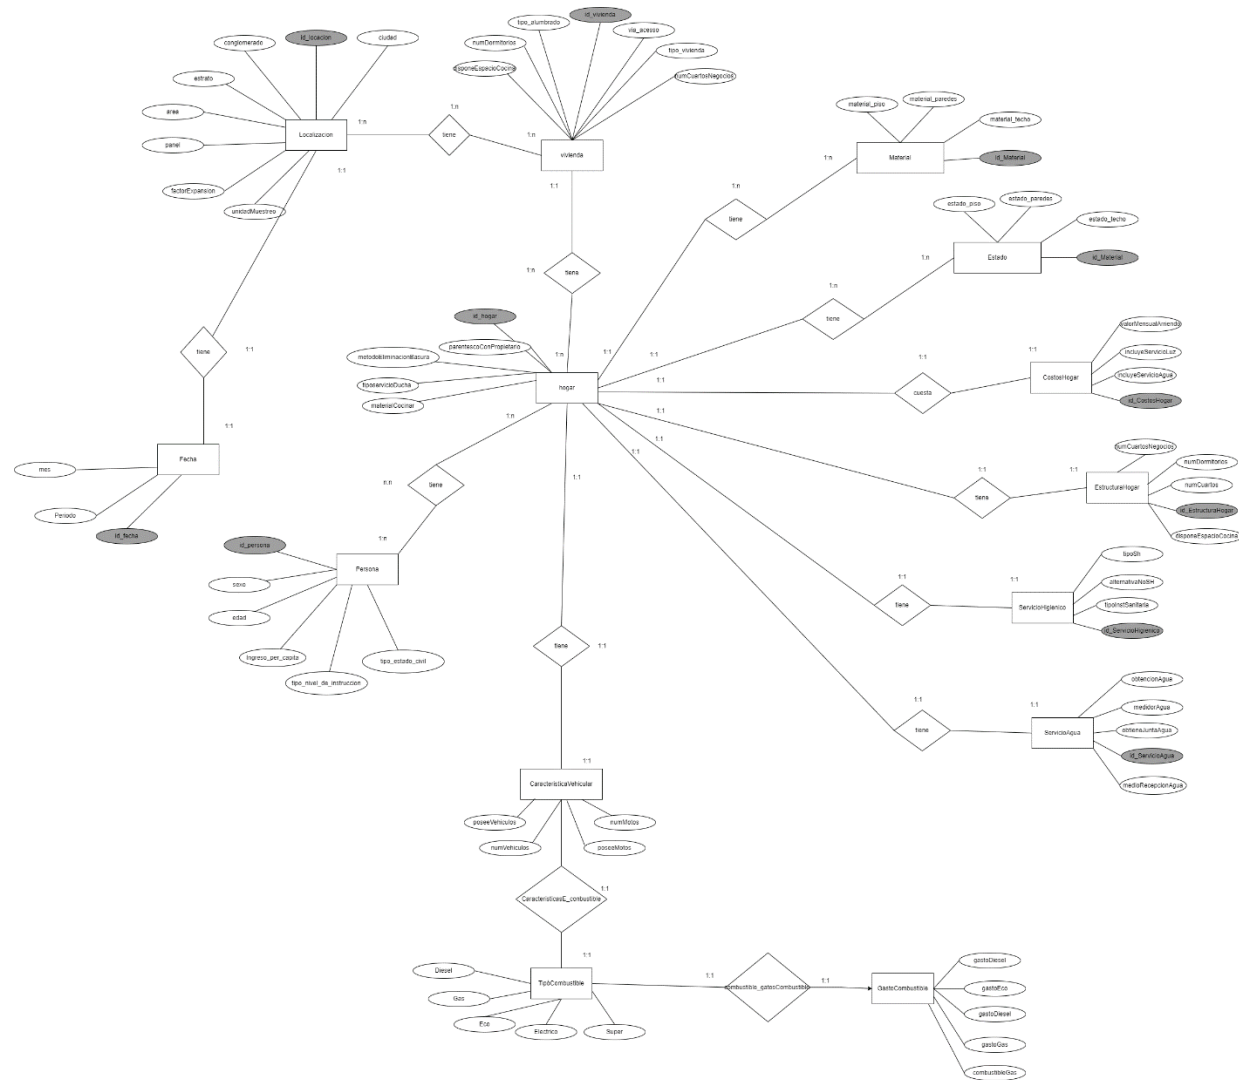 id_vivienda
tipo_alumbrado
via_acceso
conglomerado
id_locacion
ciudad
numDormitorios
tipo_vivienda
disponeEspacioCocina
numCuartosNegocios
estrato
area
panel
Localizacion
1:n
1:n
tiene
1:n
vivienda
factorExpansion
unidadMuestreo
1:1
1:1
material_piso
material_paredes
material_techo
Material
id_Material
1:n
1:n
tiene
estado_piso
estado_paredes
estado_techo
Estado
id_Material
1:n
1:n
tiene
1:n
tiene
id_hogar
parentescoConPropietario
metodoEliminacionBasura
tiposervicioDucha
materialCocinar
1:n
1:1
1:1
1:1
hogar
tiene
1:1
1:1
Fecha
mes
Periodo
id_fecha
1:1
cuesta
1:1
CostosHogar
valorMensualArriendo
incluyeServicioLuz
incluyeServicioAgua
id_CostosHogar
1:n
1:1
1:1
1:1
1:1
n:n
tiene
1:n
1:1
tiene
1:1
EstructuraHogar
numCuartosNegocios
numDormitorios
numCuartos
id_EstructuraHogar
disponeEspacioCocina
id_persona
Persona
sexo
edad
ingreso_per_capita
tipo_nivel_de_instruccion
tipo_estado_civil
1:1
tiene
1:1
ServicioHigienico
tipoSh
alternativaNoSH
tipoInstSanitaria
id_ServicioHigienico
tiene
1:1
1:1
tiene
1:1
ServicioAgua
obtencionAgua
medidorAgua
obtieneJuntaAgua
id_ServicioAgua
medioRecepcionAgua
1:1
CaracteristicaVehicular
poseeVehiculos
numMotos
numVehiculos
poseeMotos
CaracteristicasE_combustible
1:1
1:1
TipoCombustible
Diesel
Gas
Eco
Electrico
Super
1:1
combustible_gatosCombustible
1:1
GastoCombustible
gastoDiesel
gastoEco
gastoDiesel
gastoGas
combustibleGas